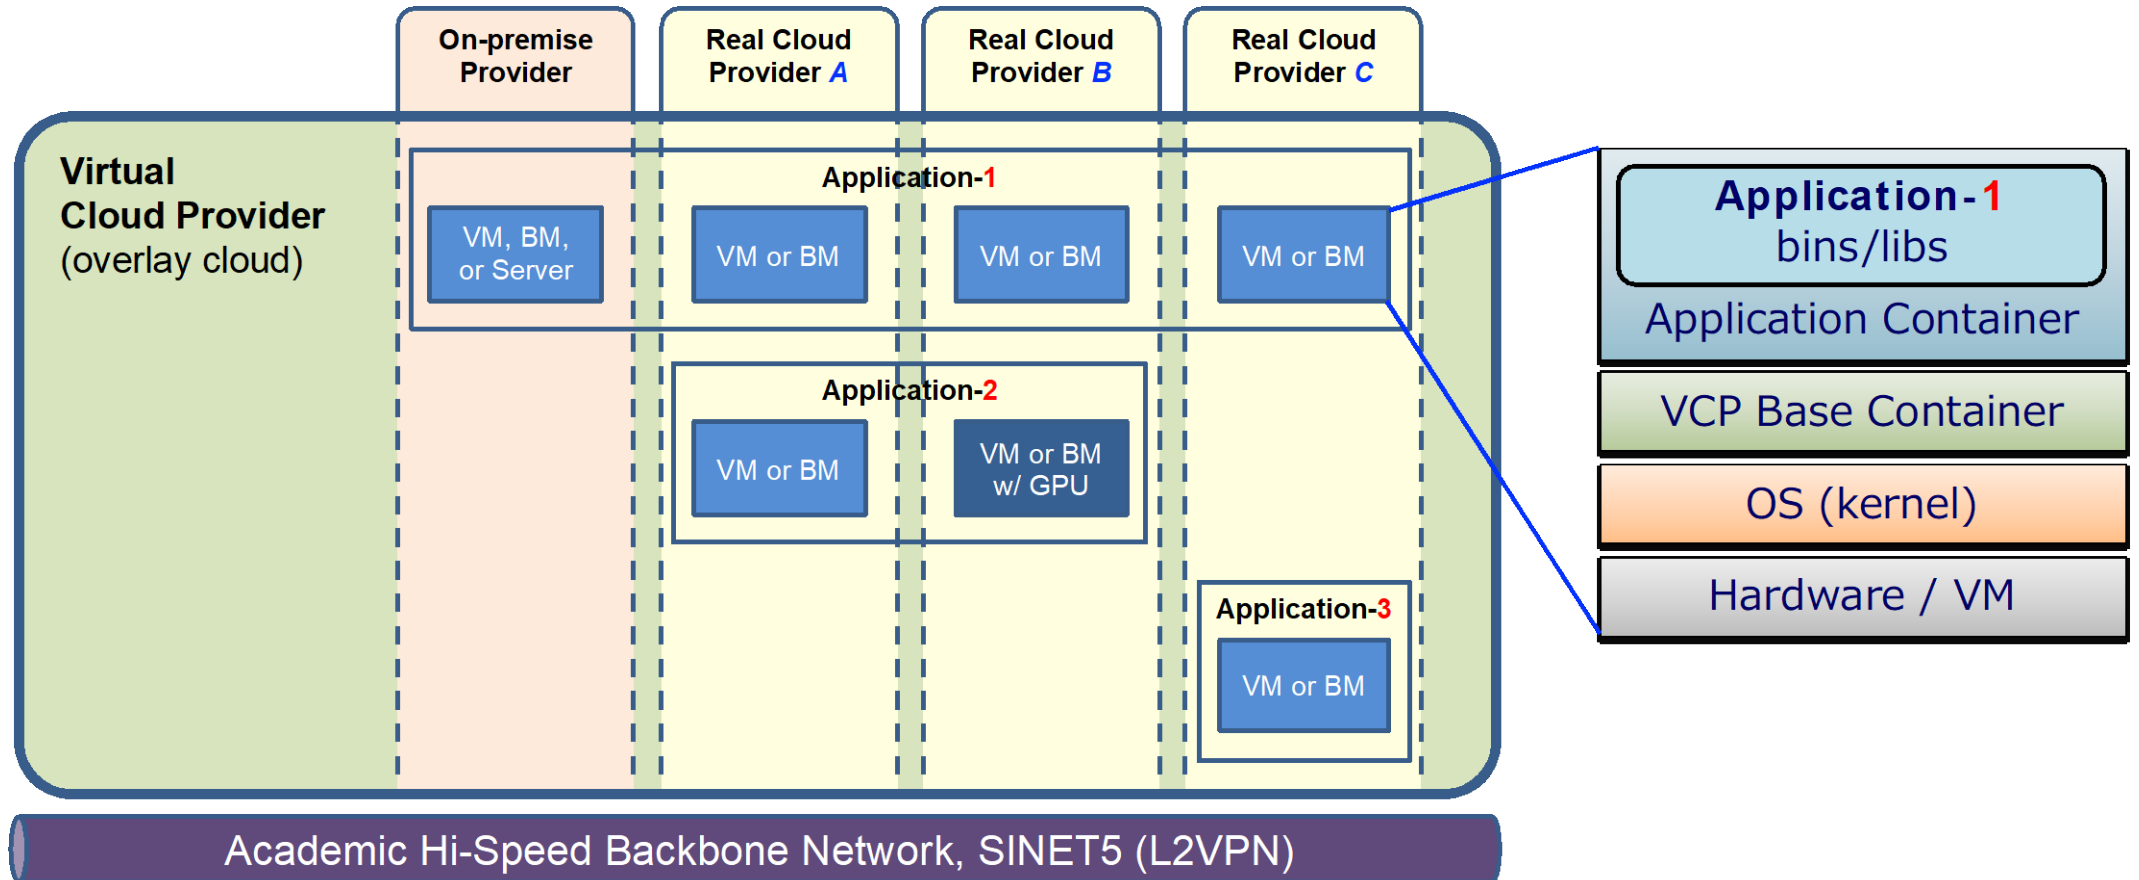 On-premise
Provider
Real Cloud
Provider A
Real Cloud
Provider B
Real Cloud
Provider C
Virtual
Cloud Provider
(overlay cloud)
Application-1
VM, BM,
or Server
VM or BM
VM or BM
VM or BM
Application-2
VM or BM
VM or BM
w/ GPU
Application-3
VM or BM
Application-1
bins/libs
Application Container
VCP Base Container
OS (kernel)
Hardware / VM
Academic Hi-Speed Backbone Network, SINET5 (L2VPN)